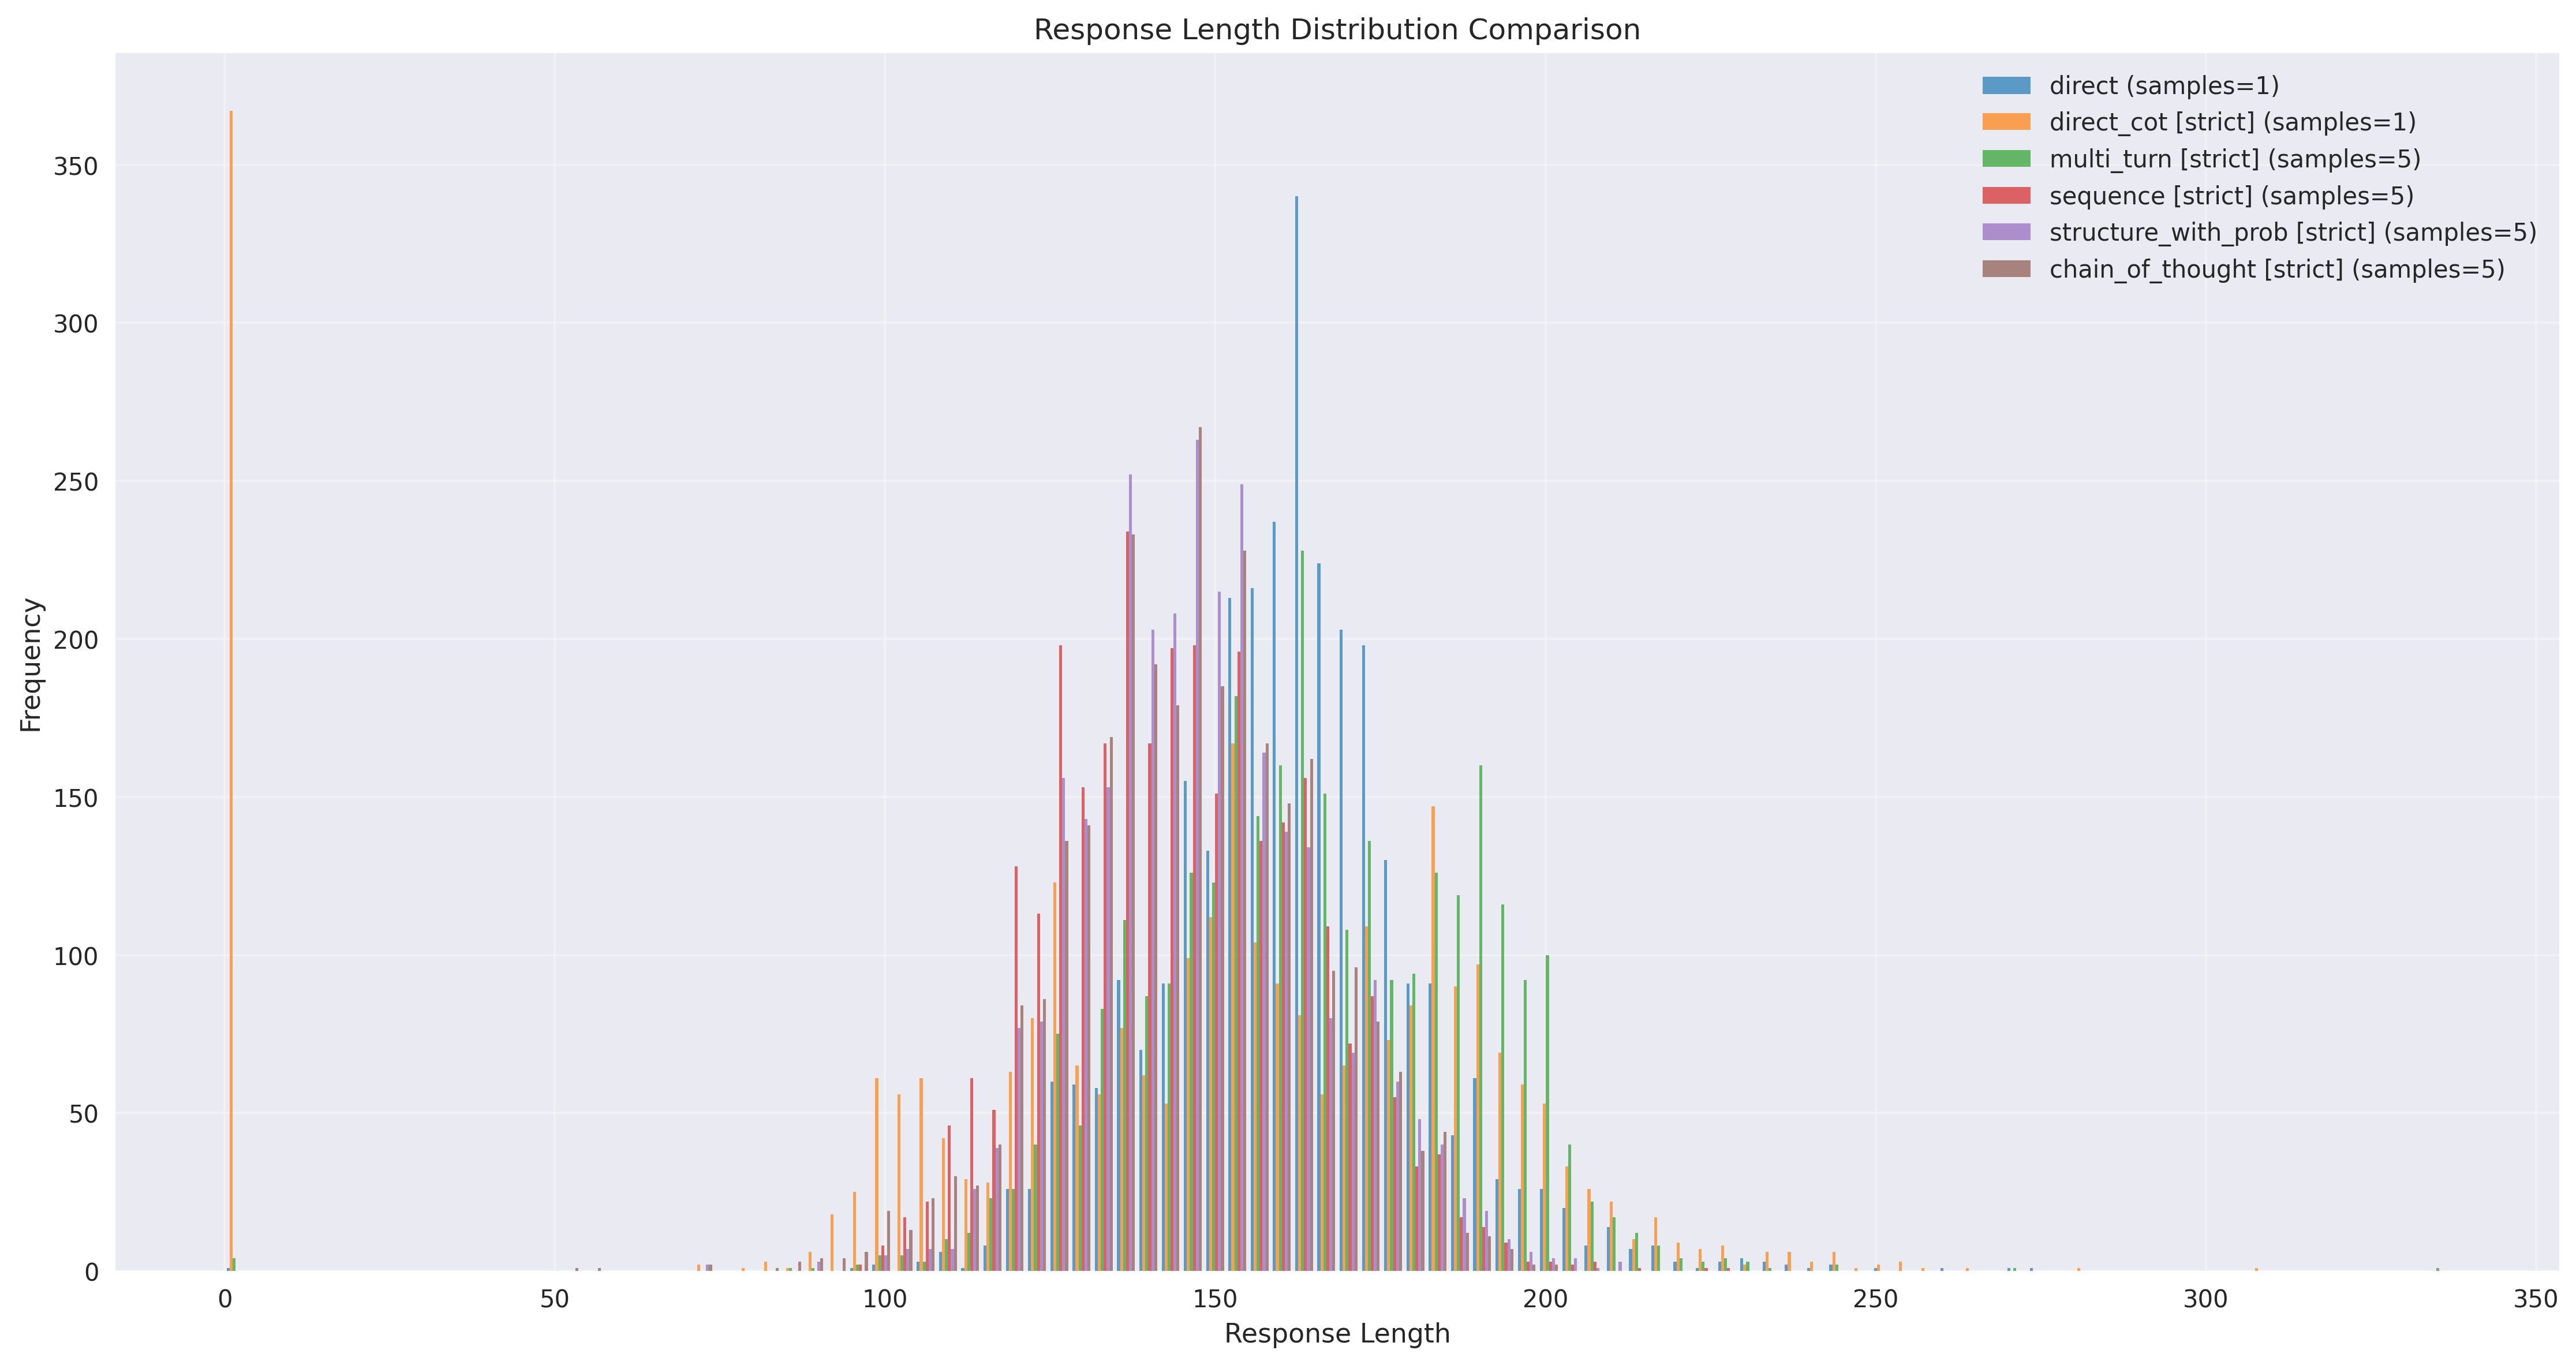 Response Length Distribution Comparison
direct (samples=1)
direct_cot [strict] (samples=1)
multi_turn [strict] (samples=5)
sequence [strict] (samples=5)
structure_with_prob [strict] (samples=5)
chain_of_thought [strict] (samples=5)
Frequency
350
300
250
200
150
100
50
0
0 50 100 150 200 250 300 350
Response Length